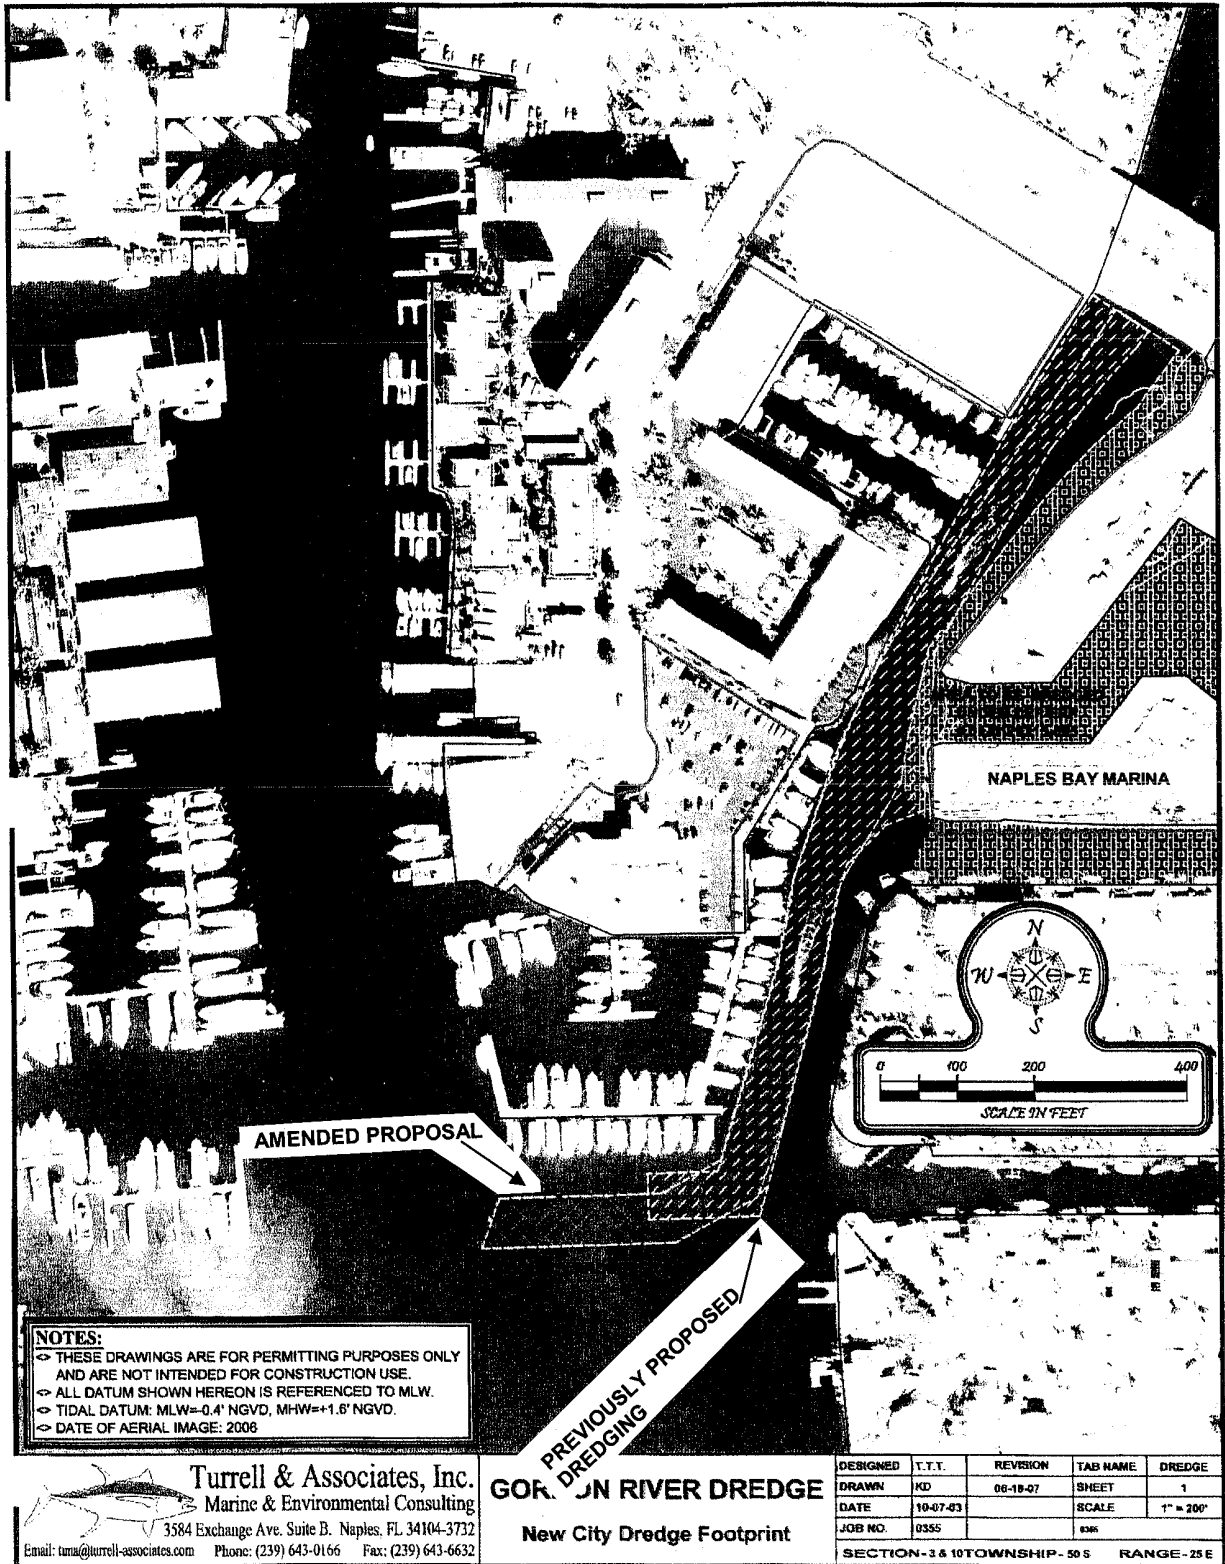 NAPLES BAY MARINA
N
W E
S
0 100 200 400
SCALE IN FEET
AMENDED PROPOSAL
PREVIOUSLY PROPOSED
DREDGING
NOTES:
<> THESE DRAWINGS ARE FOR PERMITTING PURPOSES ONLY
AND ARE NOT INTENDED FOR CONSTRUCTION USE.
<> ALL DATUM SHOWN HEREON IS REFERENCED TO MLW.
<> TIDAL DATUM: MLW=-0.4' NGVD, MHW=+1.6' NGVD.
<> DATE OF AERIAL IMAGE: 2006
Turrell & Associates, Inc.
Marine & Environmental Consulting
3584 Exchange Ave. Suite B. Naples, FL 34104-3732
Email: tuna@turrell-associates.com Phone: (239) 643-0166 Fax: (239) 643-6632
RIVER DREDGE
New City Dredge Footprint
DESIGNED T.T.T. REVISION TAB NAME DREDGE
DRAWN KD 06-18-07 SHEET 1
DATE 10-07-03 SCALE 1" = 200'
JOB NO. 0355
SECTION- 3 & 10 TOWNSHIP- 50 S RANGE- 25 E